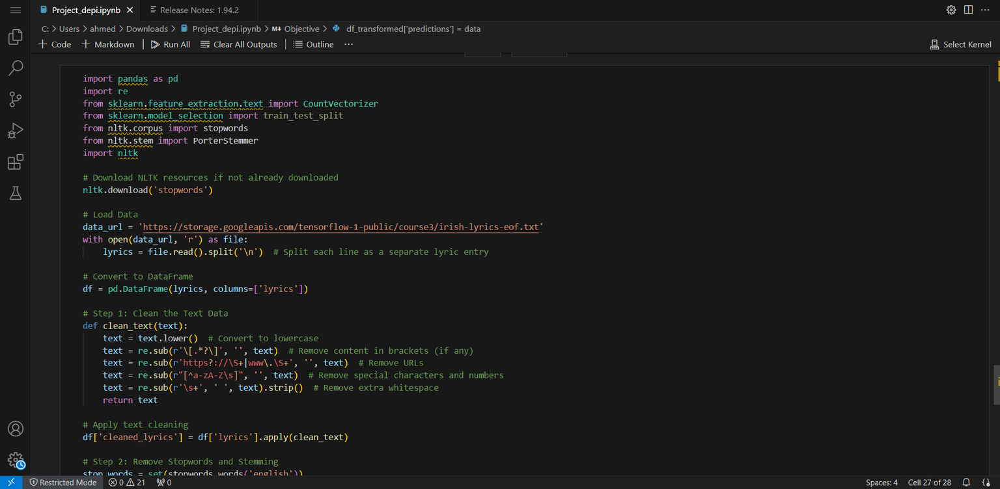 Project_depi.ipynb
Release Notes: 1.94.2
C: > Users > ahmed > Downloads > Project_depi.ipynb > M↓ Objective > df_transformed['predictions'] = data
+ Code + Markdown | Run All Clear All Outputs | Outline ··· Select Kernel
import pandas as pd
import re
from sklearn.feature_extraction.text import CountVectorizer
from sklearn.model_selection import train_test_split
from nltk.corpus import stopwords
from nltk.stem import PorterStemmer
import nltk
# Download NLTK resources if not already downloaded
nltk.download('stopwords')
# Load Data
data_url = 'https://storage.googleapis.com/tensorflow-1-public/course3/irish-lyrics-eof.txt'
with open(data_url, 'r') as file:
    lyrics = file.read().split('\n')  # Split each line as a separate lyric entry
# Convert to DataFrame
df = pd.DataFrame(lyrics, columns=['lyrics'])
# Step 1: Clean the Text Data
def clean_text(text):
    text = text.lower()  # Convert to lowercase
    text = re.sub(r'\[.*?\]', '', text)  # Remove content in brackets (if any)
    text = re.sub(r'https?://\S+|www\.\S+', '', text)  # Remove URLs
    text = re.sub(r"[^a-zA-Z\s]", '', text)  # Remove special characters and numbers
    text = re.sub(r'\s+', ' ', text).strip()  # Remove extra whitespace
    return text
# Apply text cleaning
df['cleaned_lyrics'] = df['lyrics'].apply(clean_text)
# Step 2: Remove Stopwords and Stemming
stop_words = set(stopwords.words('english'))
Restricted Mode 0 21 0 Spaces: 4 Cell 27 of 28